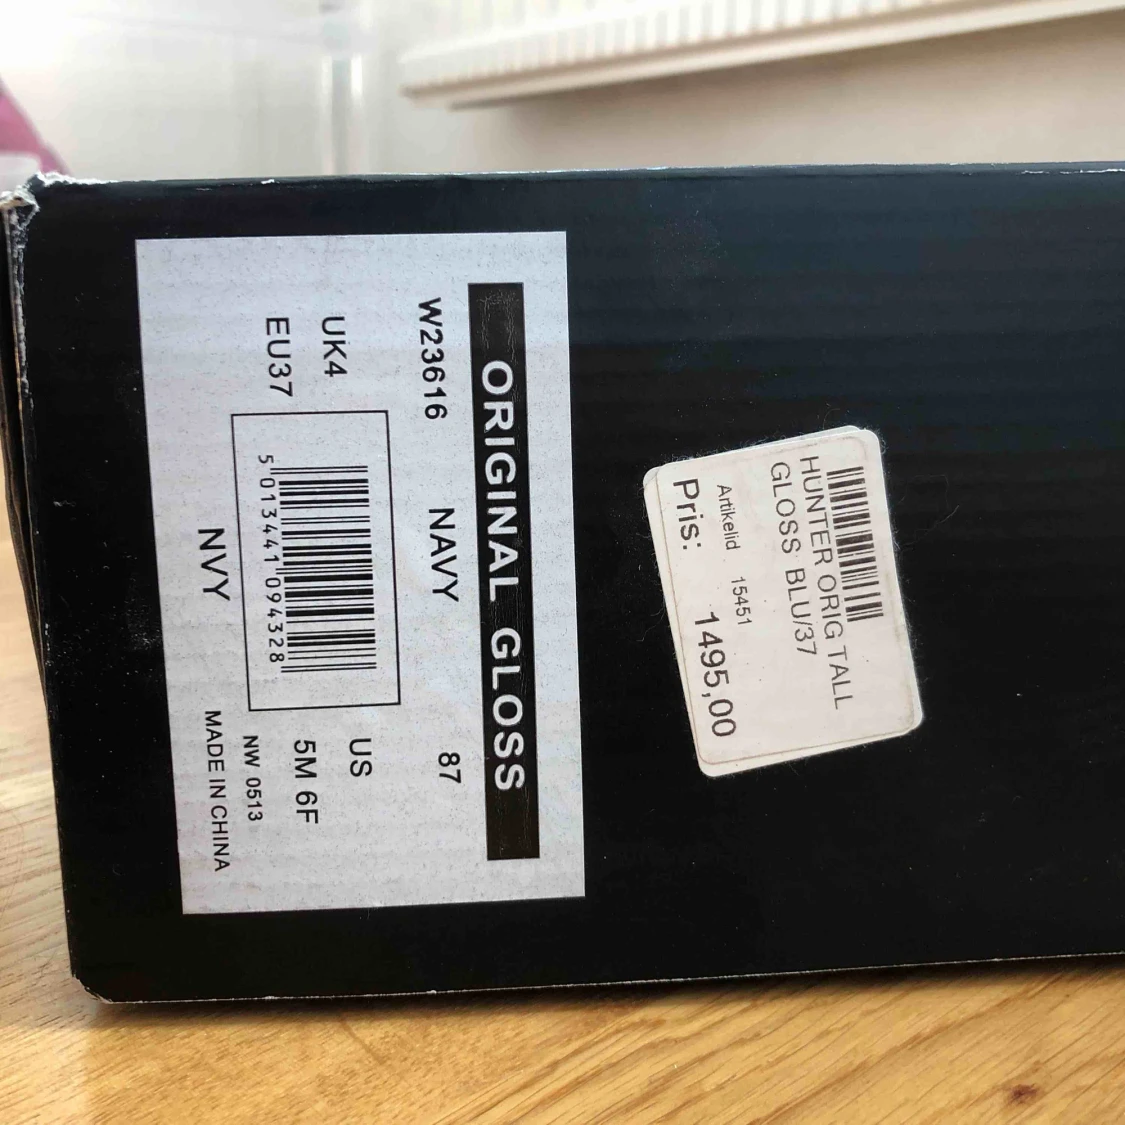 ORIGINAL GLOSS
W23616 NAVY 87
UK4 US
EU37 5M 6F
5 013441 094328
NW 0513
NVY MADE IN CHINA
HUNTER ORIG TALL
GLOSS BLU/37
Artikelid 15451
Pris: 1495,00